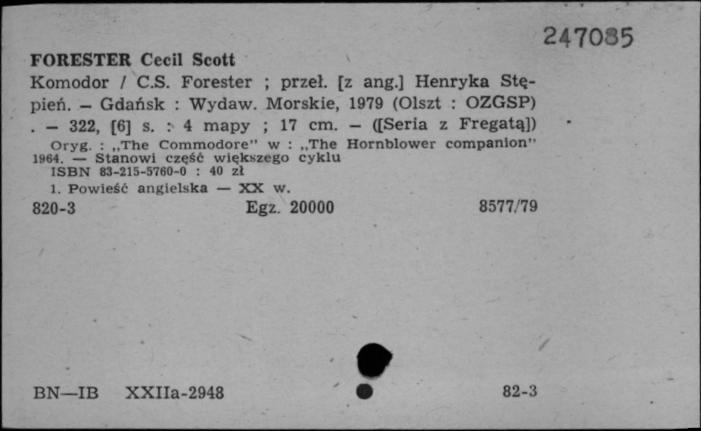 247085
FORESTER Cecil Scott
Komodor / C.S. Forester ; przeł. [z ang.] Henryka Stę-
pień. — Gdańsk : Wydaw. Morskie, 1979 (Olszt : OZGSP)
. — 322, [6] s. : 4 mapy ; 17 cm. — ([Seria z Fregatą])
Oryg. : „The Commodore" w : „The Hornblower companion"
1964. — Stanowi część większego cyklu
ISBN 83-215-5760-0 : 40 zł
1. Powieść angielska — XX w.
820-3 Egz. 20000 8577/79
BN—IB XXIIa-2948 82-3